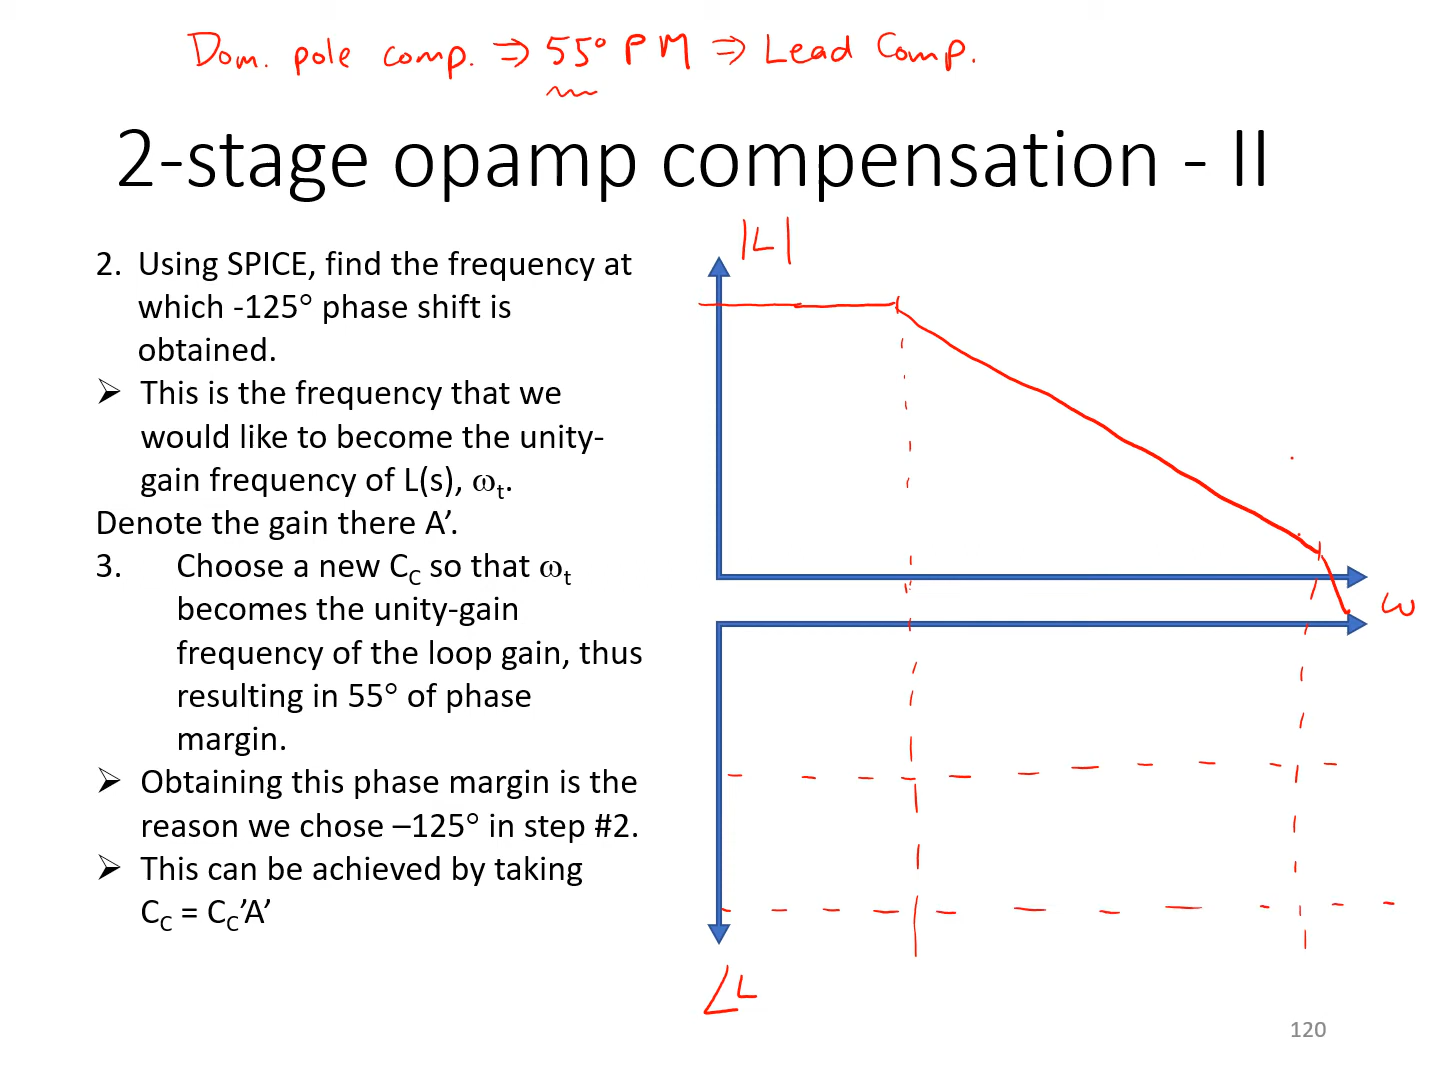 Dom. pole comp. ⇒ 55° PM ⇒ Lead Comp.
2-stage opamp compensation - II
2. Using SPICE, find the frequency at
which -125° phase shift is
obtained.
➢ This is the frequency that we
would like to become the unity-
gain frequency of L(s), ωt.
Denote the gain there A’.
3. Choose a new CC so that ωt
becomes the unity-gain
frequency of the loop gain, thus
resulting in 55° of phase
margin.
➢ Obtaining this phase margin is the
reason we chose –125° in step #2.
➢ This can be achieved by taking
CC = CC’A’
|L|
ω
∠L
120